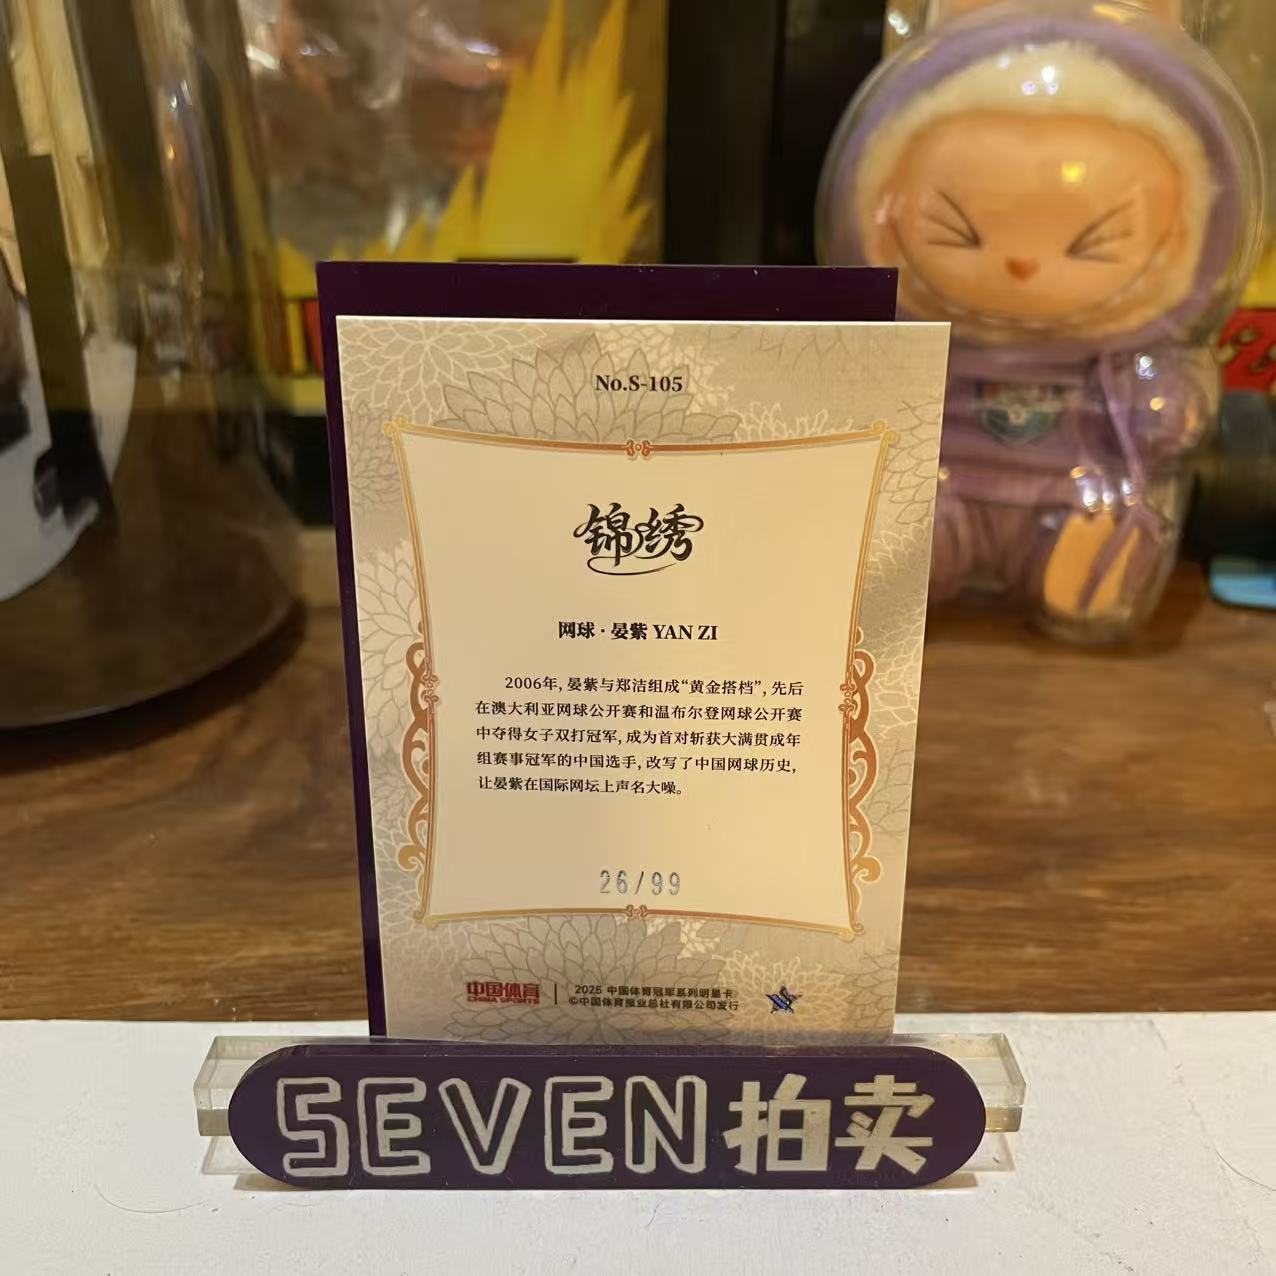 No.S-105
锦绣
网球·晏紫 YAN ZI
2006年,晏紫与郑洁组成“黄金搭档”,先后
在澳大利亚网球公开赛和温布尔登网球公开赛
中夺得女子双打冠军,成为首对斩获大满贯成年
组赛事冠军的中国选手,改写了中国网球历史,
让晏紫在国际网坛上声名大噪。
26/99
中国体育
CHINA SPORTS
2025 中国体育冠军系列明星卡
©中国体育报业总社有限公司发行
SEVEN拍卖